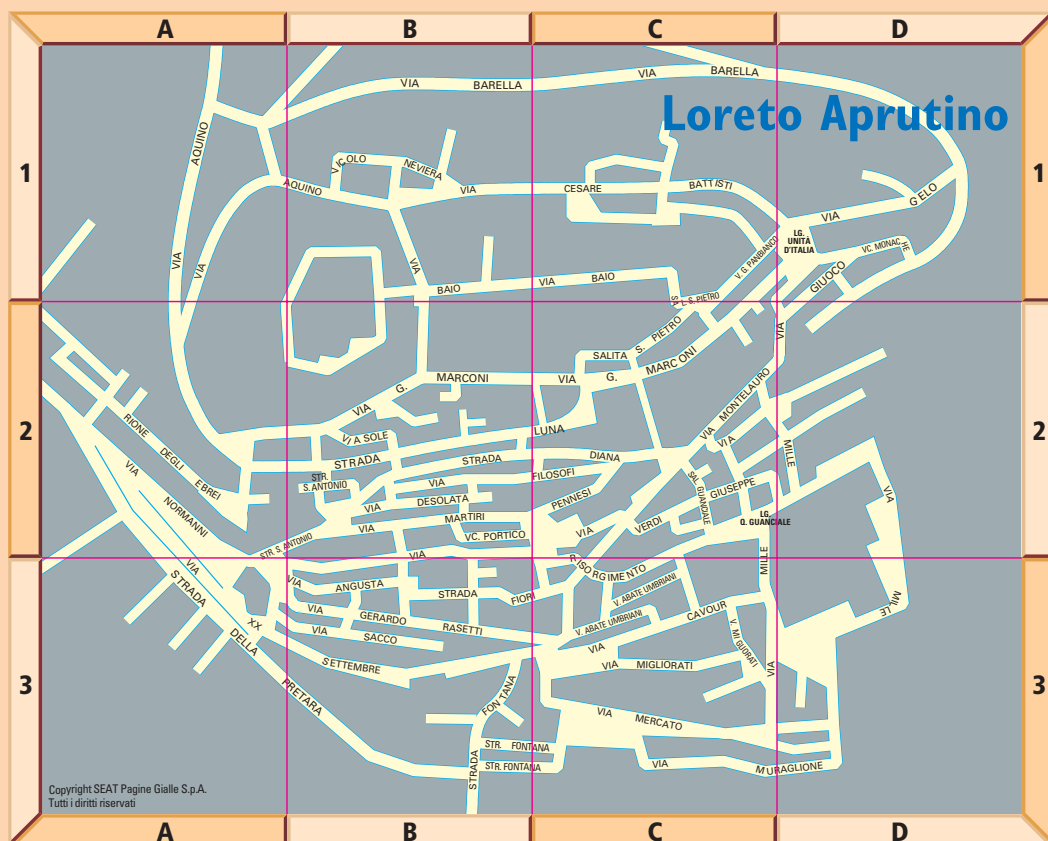 A B C D
Loreto Aprutino
1 1
2 2
3 3
VIA BARELLA
VIA BARELLA
AQUINO
VIA
VIA
AQUINO
VICOLO
NEVIERA
VIA
CESARE
BATTISTI
VIA GELO
LG.
UNITÀ
D'ITALIA
VC. MONACHE
GIUOCO
V. G. PANBIANCO
VIA
BAIO
VIA
BAIO
SAL. S. PIETRO
S. PIETRO
SALITA
MARCONI
VIA G.
MARCONI
VIA G.
VIA
VIA MONTELAURO
VIA
MILLE
RIONE
DEGLI
EBREI
VIA
NORMANNI
VIA SOLE
STRADA
LUNA
STRADA
DIANA
STR.
S. ANTONIO
VIA
FILOSOFI
VIA
DESOLATA
PENNESI
VIA
MARTIRI
VC. PORTICO
VIA
VERDI
GIUSEPPE
SAL. GUANDALE
LG.
Q. GUANCIALE
VIA
MILLE
MILLE
STR S. ANTONIO
VIA
RISORGIMENTO
VIA
STRADA
DELLA
PRETARA
XX
SETTEMBRE
VIA
ANGUSTA
STRADA
FIORI
VIA
GERARDO
RASETTI
VIA
SACCO
V. ABATE UMBRIANI
V. ABATE UMBRIANI
VIA
CAVOUR
VIA
MIGLIORATI
V. MIGLIORATI
VIA
FONTANA
STRADA
STR. FONTANA
STR. FONTANA
VIA
MERCATO
VIA
MURAGLIONE
Copyright SEAT Pagine Gialle S.p.A.
Tutti i diritti riservati
A B C D